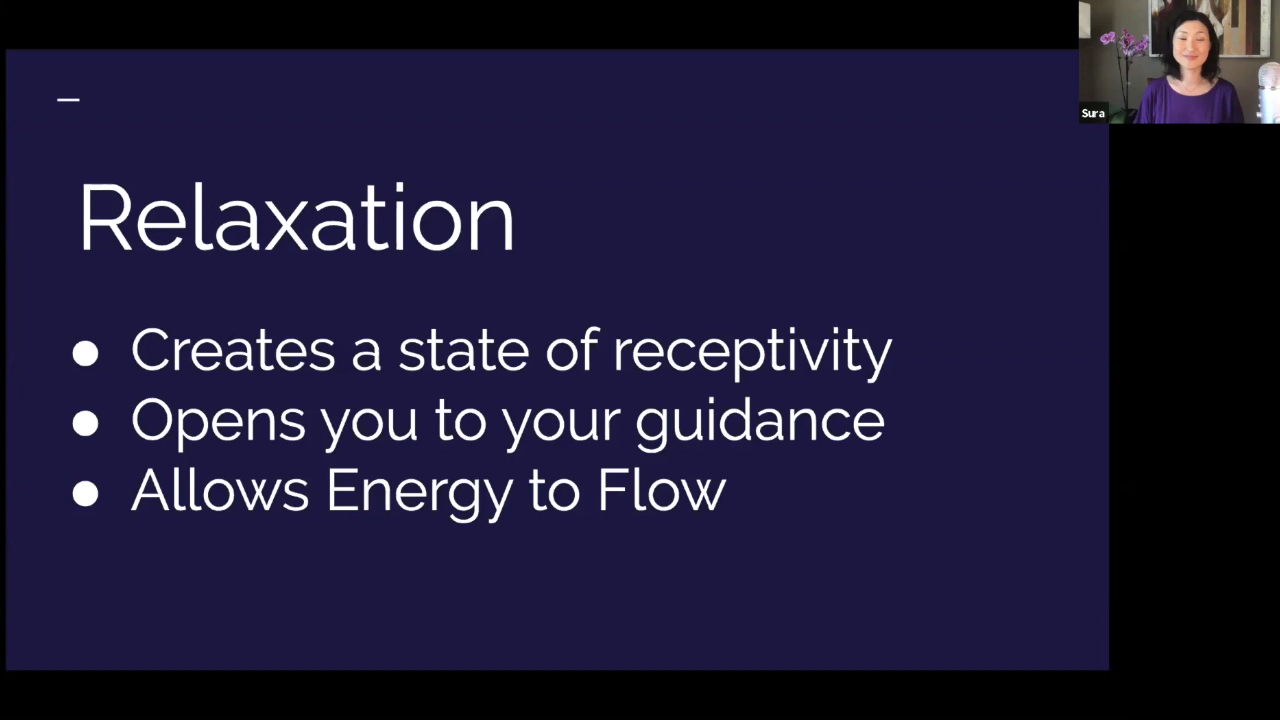 Relaxation
● Creates a state of receptivity
● Opens you to your guidance
● Allows Energy to Flow
Sura